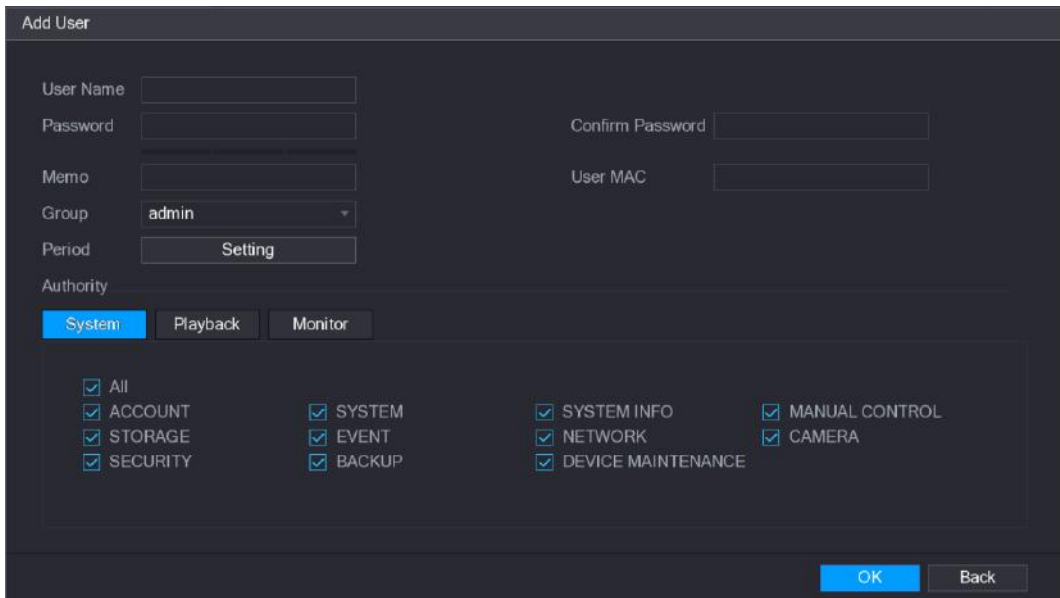 Add User
User Name
Password Confirm Password
Memo User MAC
Group admin
Period Setting
Authority
System Playback Monitor
All
ACCOUNT SYSTEM SYSTEM INFO MANUAL CONTROL
STORAGE EVENT NETWORK CAMERA
SECURITY BACKUP DEVICE MAINTENANCE
OK Back